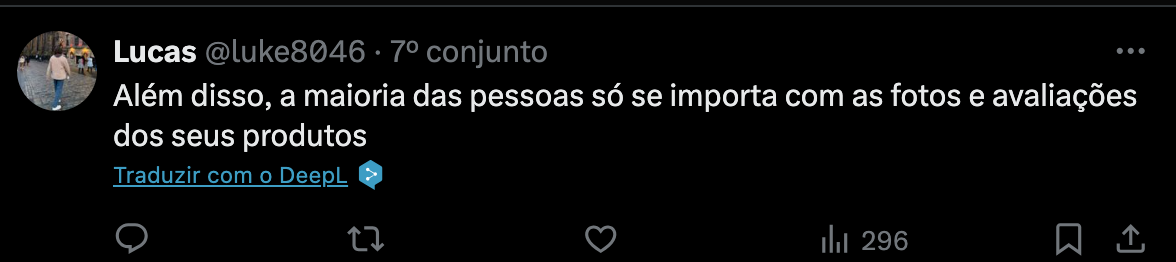 Lucas @luke8046 · 7º conjunto
Além disso, a maioria das pessoas só se importa com as fotos e avaliações
dos seus produtos
Traduzir com o DeepL
296